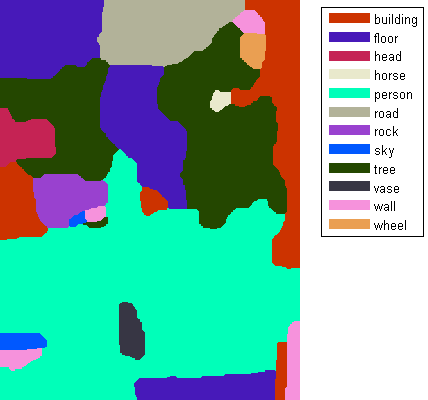 building
floor
head
horse
person
road
rock
sky
tree
vase
wall
wheel